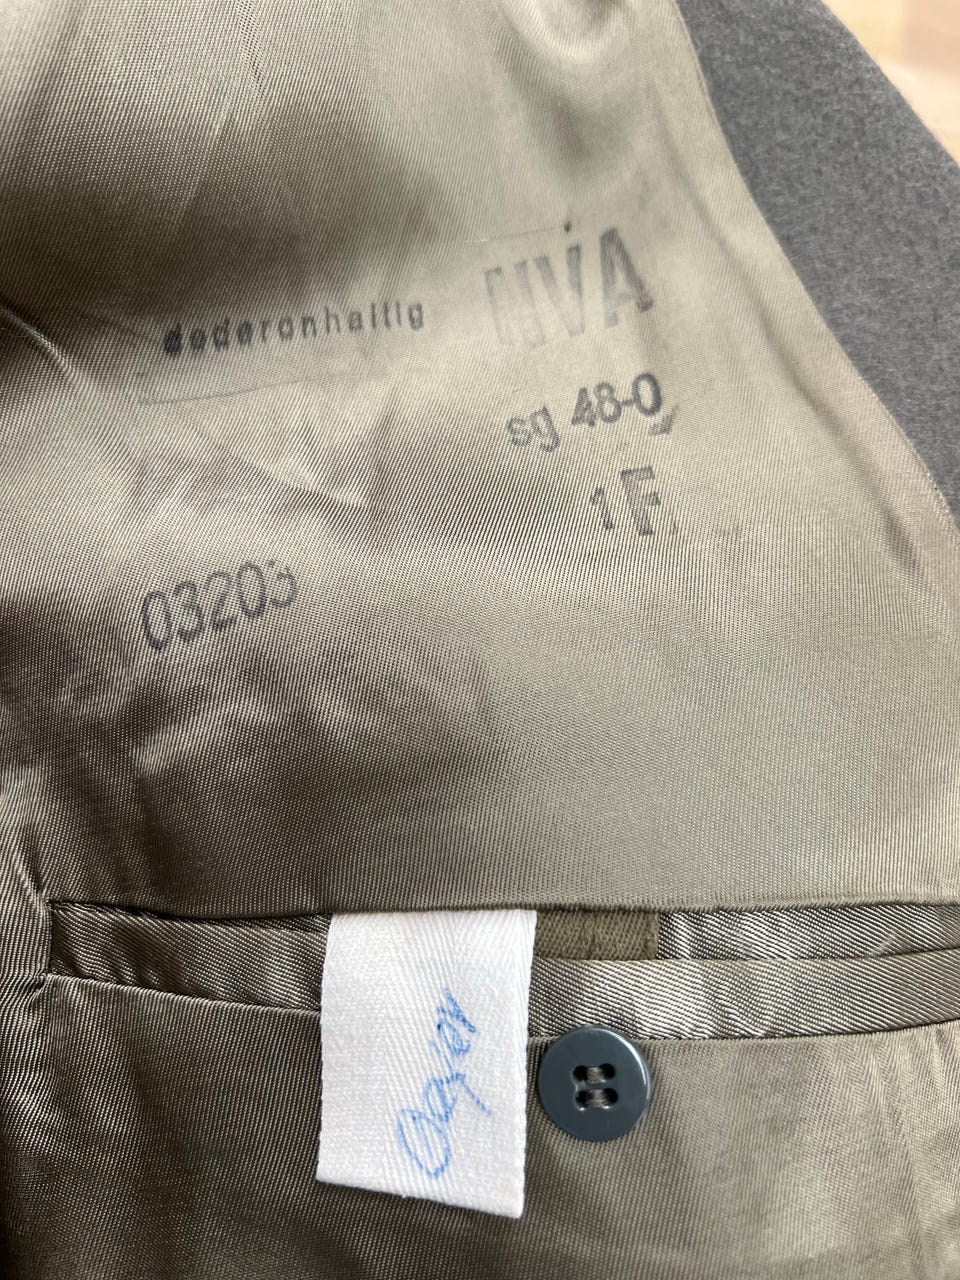 NVA
dederonhaltig
sg 48-0
1F
03203